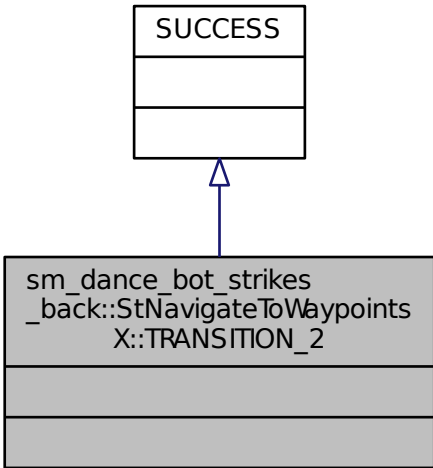 SUCCESS
sm_dance_bot_strikes
_back::StNavigateToWaypoints
X::TRANSITION_2